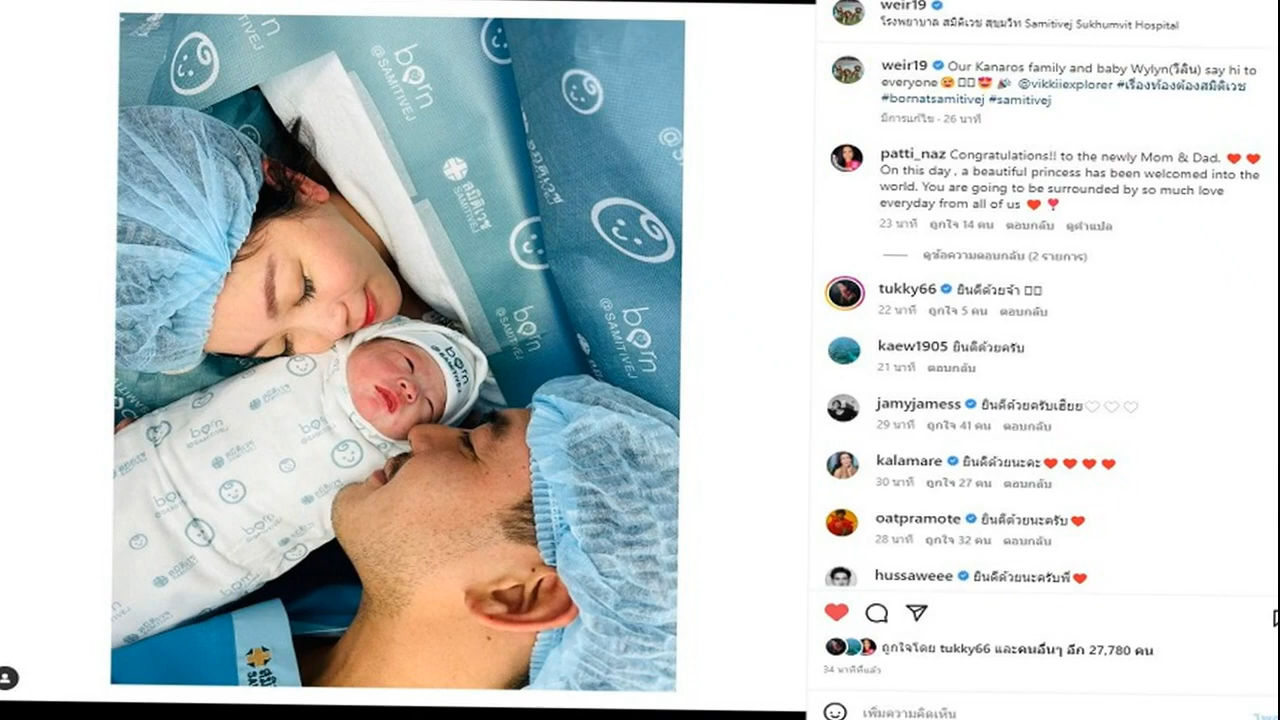 weir19
โรงพยาบาล สมิติเวช สุขุมวิท Samitivej Sukhumvit Hospital
weir19 Our Kanaros family and baby Wylyn(วิลิน) say hi to
everyone😉🎉 @vikkiiexplorer #เรื่องท้องต้องสมิติเวช
#bornatsamitivej #samitivej
มีการแก้ไข · 26 นาที
patti_naz Congratulations!! to the newly Mom & Dad. ❤️ ❤️
On this day , a beautiful princess has been welcomed into the
world. You are going to be surrounded by so much love
everyday from all of us ❤️ ❣️
23 นาที ถูกใจ 14 คน ตอบกลับ ดูคำแปล
ดูข้อความตอบกลับ (2 รายการ)
tukky66 ยินดีด้วยจ้า
22 นาที ถูกใจ 5 คน ตอบกลับ
kaew1905 ยินดีด้วยครับ
21 นาที ตอบกลับ
jamyjamess ยินดีด้วยครับเฮียย🤍🤍🤍
29 นาที ถูกใจ 41 คน ตอบกลับ
kalamare ยินดีด้วยนะคะ❤️❤️❤️❤️
30 นาที ถูกใจ 27 คน ตอบกลับ
oatpramote ยินดีด้วยนะครับ❤️
28 นาที ถูกใจ 32 คน ตอบกลับ
hussaweee ยินดีด้วยนะครับพี่❤️
ถูกใจโดย tukky66 และคนอื่นๆ อีก 27,780 คน
34 นาทีที่แล้ว
เพิ่มความคิดเห็น
born
@SAMITIVEJ
สมิติเวช
born
@SAMITIVEJ
born
@SAMITIVEJ
born
@SAMITIVEJ
born
born
สมิติเวช